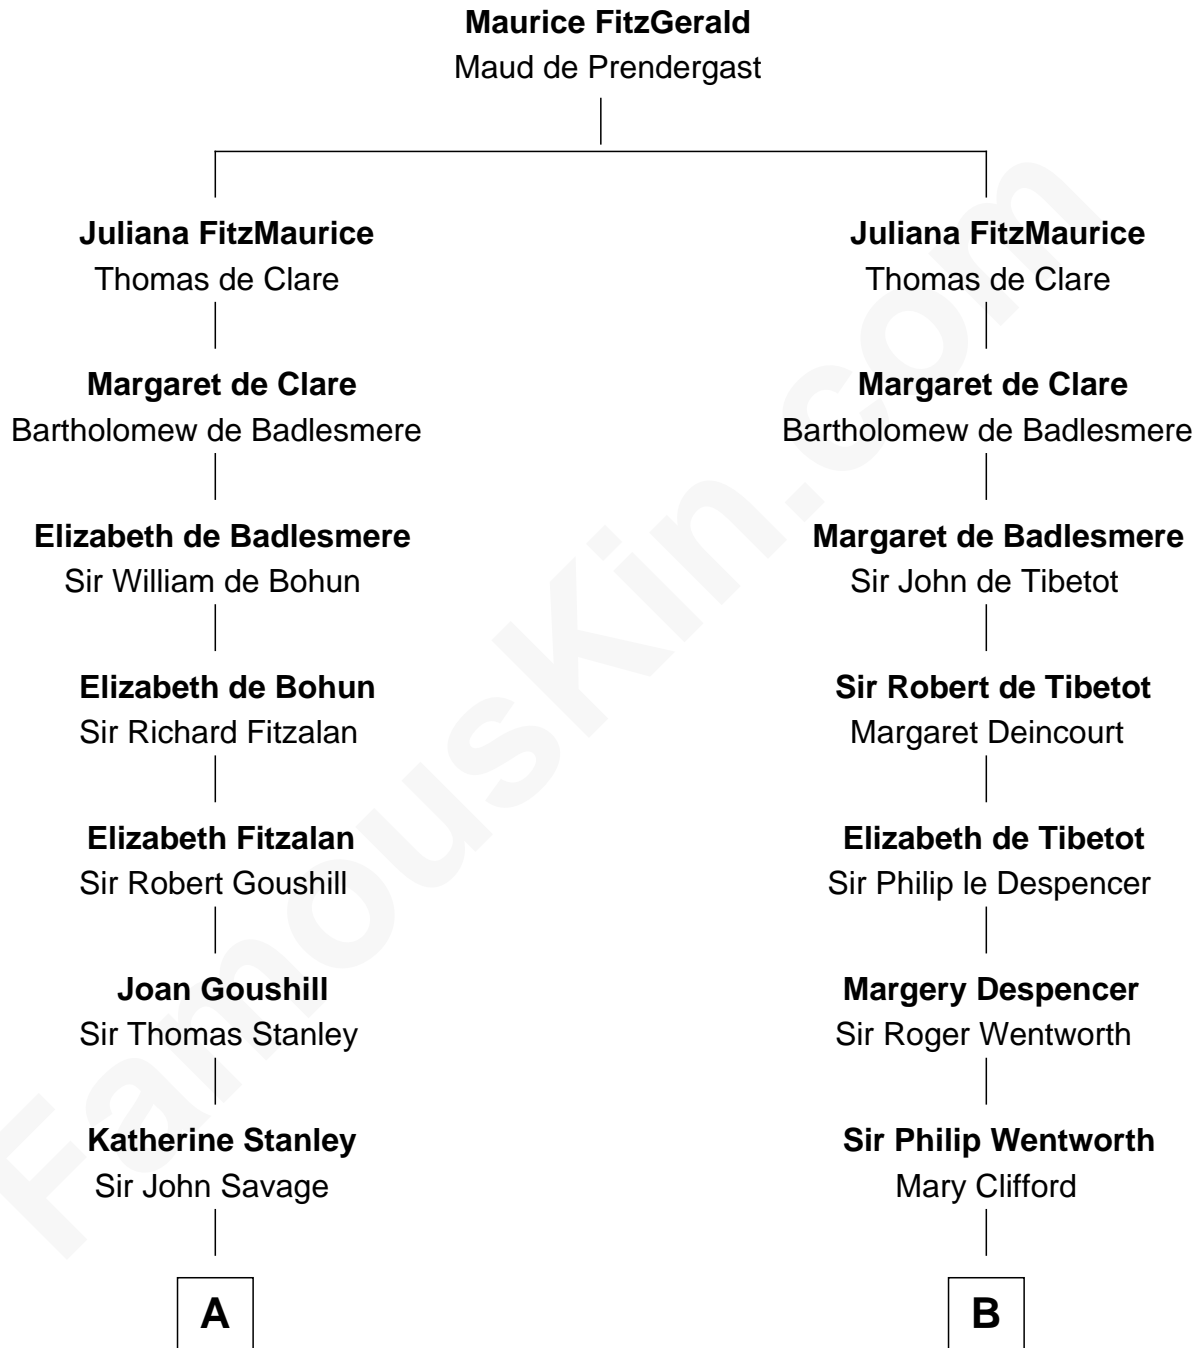 Maurice FitzGerald
Maud de Prendergast
Juliana FitzMaurice
Thomas de Clare
Margaret de Clare
Bartholomew de Badlesmere
Elizabeth de Badlesmere
Sir William de Bohun
Elizabeth de Bohun
Sir Richard Fitzalan
Elizabeth Fitzalan
Sir Robert Goushill
Joan Goushill
Sir Thomas Stanley
Katherine Stanley
Sir John Savage
A
Juliana FitzMaurice
Thomas de Clare
Margaret de Clare
Bartholomew de Badlesmere
Margaret de Badlesmere
Sir John de Tibetot
Sir Robert de Tibetot
Margaret Deincourt
Elizabeth de Tibetot
Sir Philip le Despencer
Margery Despencer
Sir Roger Wentworth
Sir Philip Wentworth
Mary Clifford
B
FamousKin.com